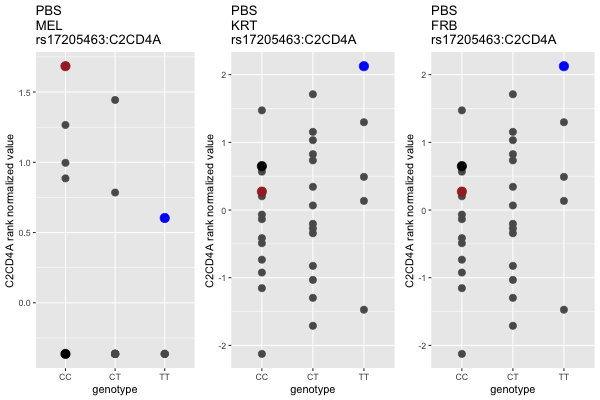 PBS
MEL
rs17205463:C2CD4A
C2CD4A rank normalized value
1.5
1.0
0.5
0.0
CC
CT
TT
genotype
PBS
KRT
rs17205463:C2CD4A
C2CD4A rank normalized value
2
1
0
-1
-2
CC
CT
TT
genotype
PBS
FRB
rs17205463:C2CD4A
C2CD4A rank normalized value
2
1
0
-1
-2
CC
CT
TT
genotype